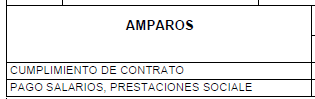 AMPAROS
CUMPLIMIENTO DE CONTRATO
PAGO SALARIOS, PRESTACIONES SOCIALE